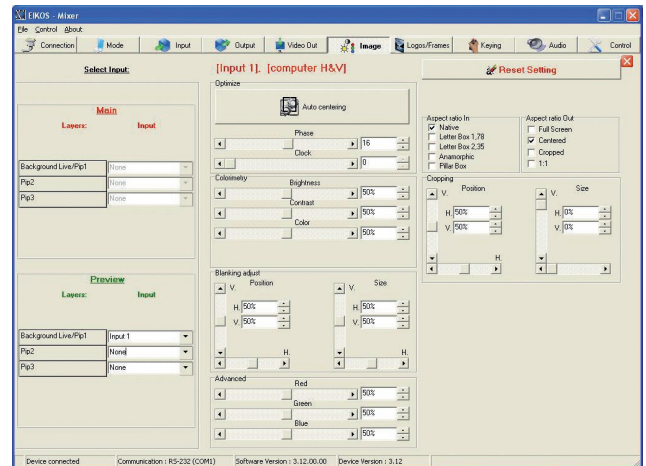 EIKOS - Mixer
File Control About
Connection Mode Input Output Video Out Image Logos/Frames Keying Audio Control
Select Input:
[Input 1]. [computer H&V]
Reset Setting
Main
Layers: Input
Background Live/Pip1 None
Pip2 None
Pip3 None
Preview
Layers: Input
Background Live/Pip1 Input 1
Pip2 None
Pip3 None
Optimize
Auto centering
Phase
16
Clock
0
Colorimetry
Brightness
50%
Contrast
50%
Color
50%
Blanking adjust
Position Size
V. V.
H. 50% H. 50%
V. 50% V. 50%
H. H.
Advanced
Red
50%
Green
50%
Blue
50%
Aspect ratio In
Native
Letter Box 1,78
Letter Box 2,35
Anamorphic
Pillar Box
Aspect ratio Out
Full Screen
Centered
Cropped
1:1
Cropping
Position Size
V. V.
H. 50% H. 0%
V. 50% V. 0%
H.
Device connected Communication : RS-232 (COM1) Software Version : 3.12.00.00 Device Version : 3.12